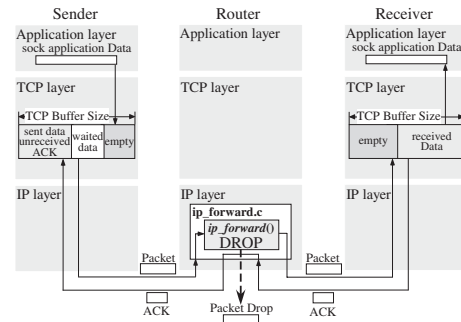 Sender Router Receiver
Application layer Application layer Application layer
sock application Data sock application Data
TCP layer TCP layer TCP layer
TCP Buffer Size TCP Buffer Size
sent data
unreceived
ACK
waited
data
empty
empty
received
Data
IP layer IP layer IP layer
ip_forward.c
ip_forward()
DROP
Packet Packet
ACK Packet Drop ACK